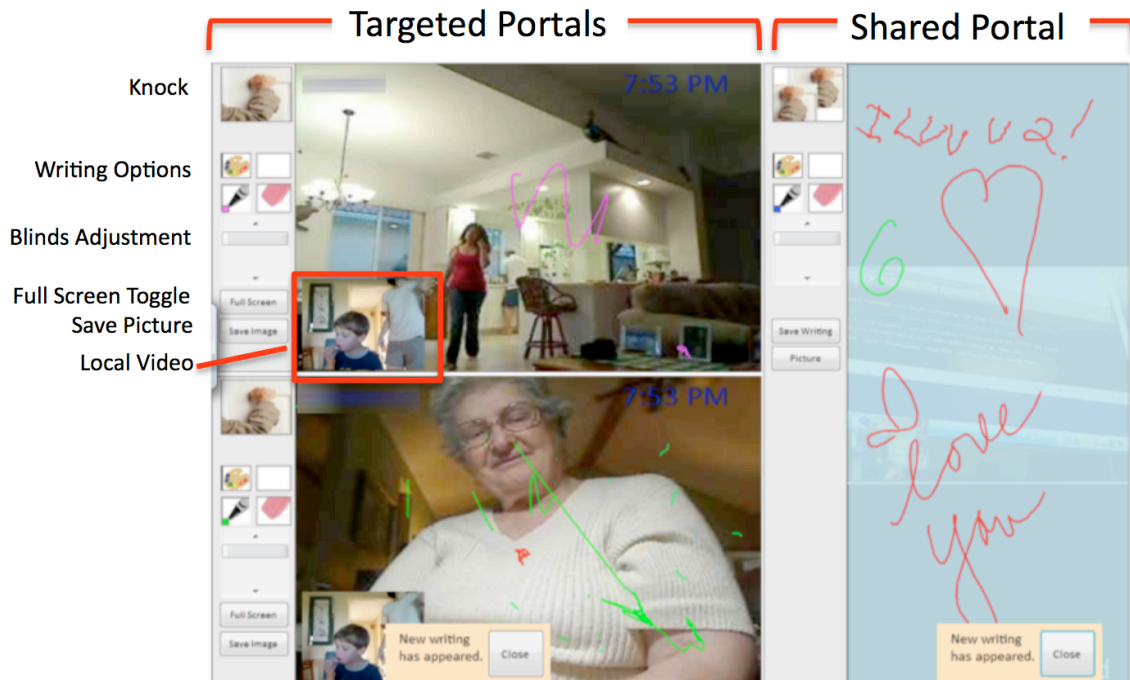 Targeted Portals
Shared Portal
Knock
Writing Options
Blinds Adjustment
Full Screen Toggle
Save Picture
Local Video
7:53 PM
Full Screen
Save Image
7:53 PM
Full Screen
Save Image
New writing
has appeared.
Close
Save Writing
Picture
I Luv U 2!
6
I
love
you
New writing
has appeared.
Close